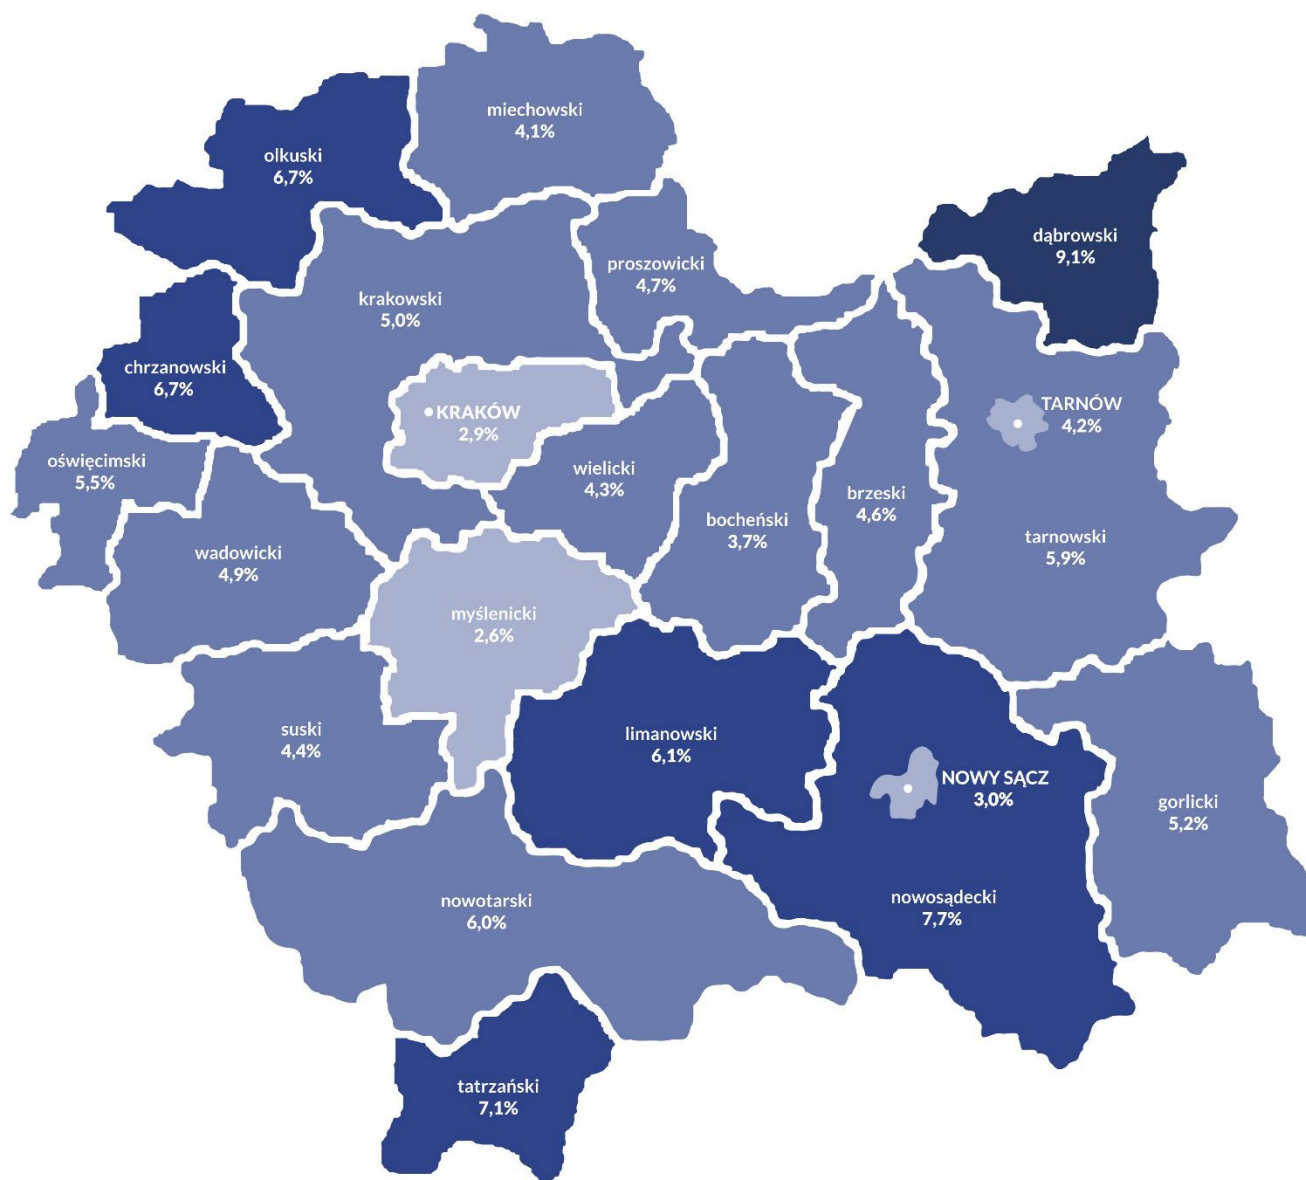 miechowski
4,1%
olkuski
6,7%
dąbrowski
9,1%
proszowicki
4,7%
krakowski
5,0%
chrzanowski
6,7%
KRAKÓW
2,9%
TARNÓW
4,2%
oświęcimski
5,5%
wielicki
4,3%
brzeski
4,6%
bocheński
3,7%
tarnowski
5,9%
wadowicki
4,9%
myślenicki
2,6%
suski
4,4%
limanowski
6,1%
NOWY SĄCZ
3,0%
gorlicki
5,2%
nowotarski
6,0%
nowosądecki
7,7%
tatrzański
7,1%